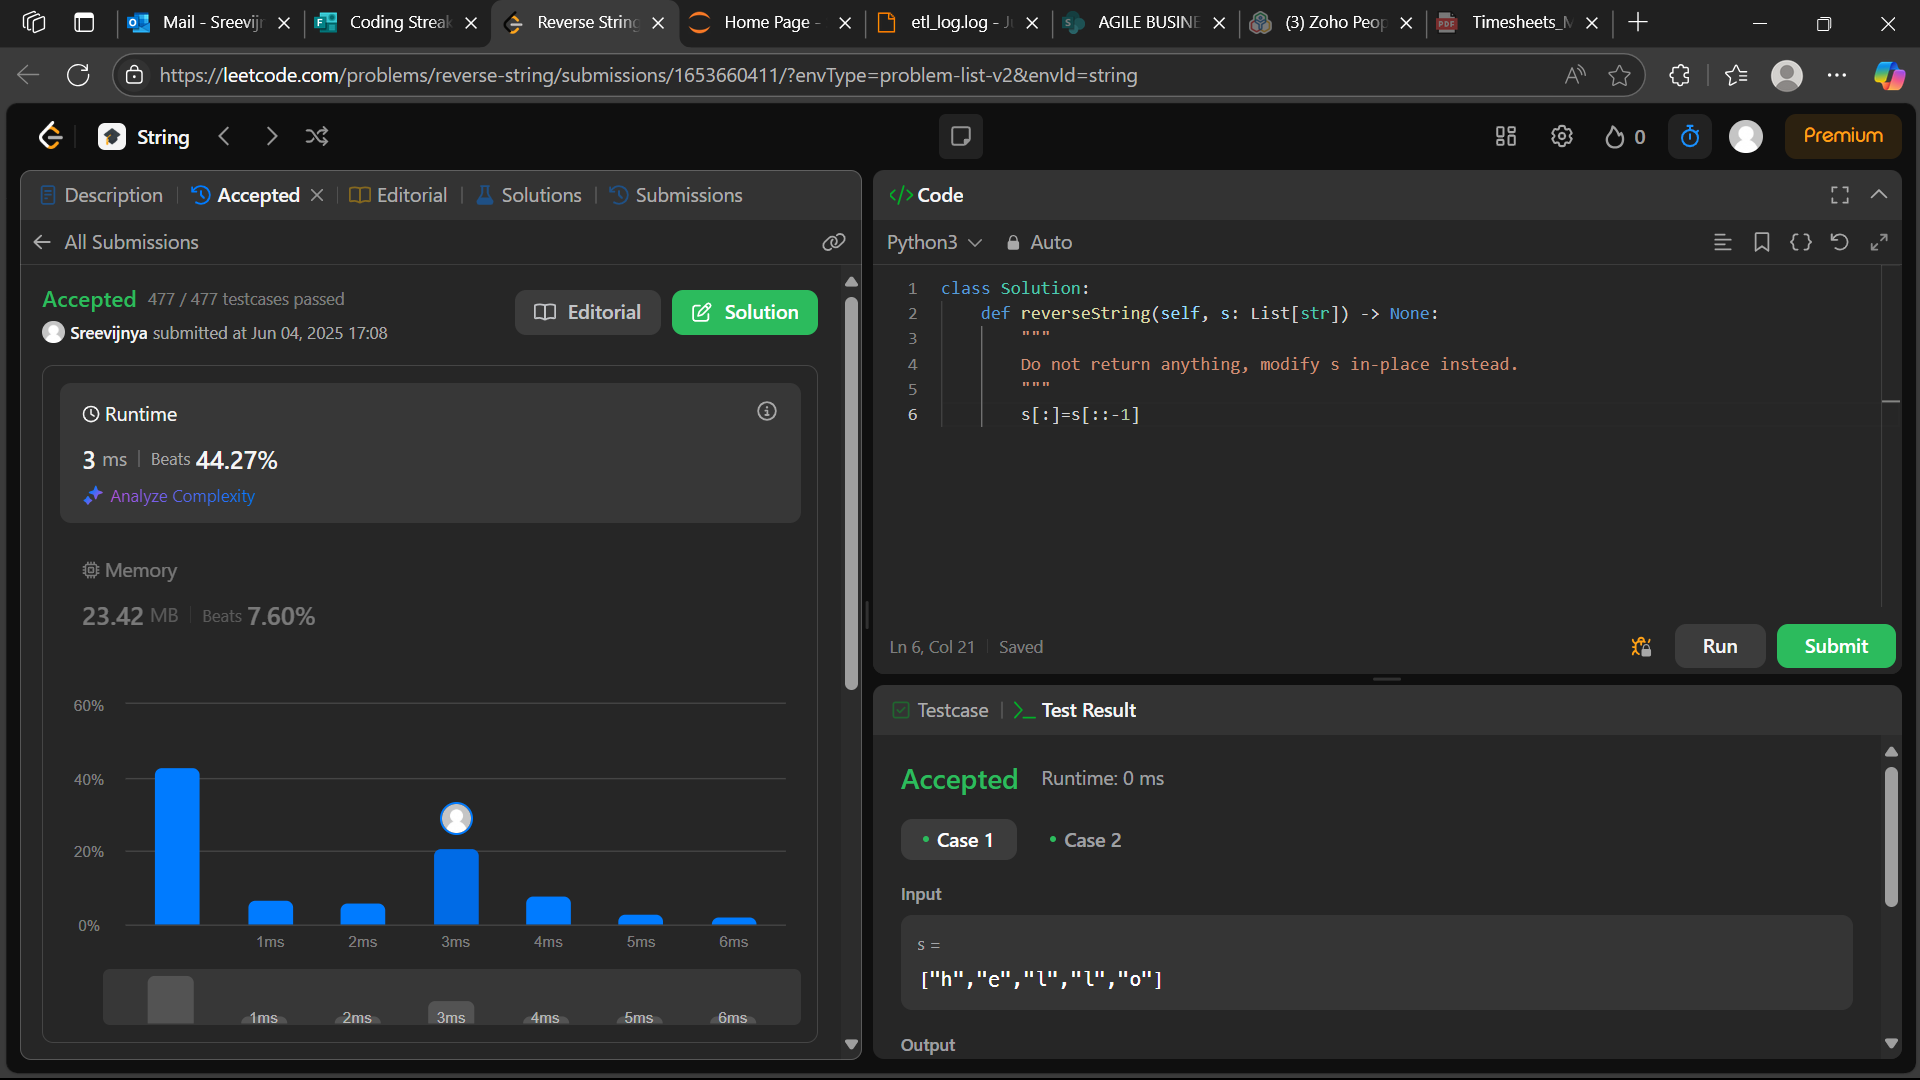 Mail - Sreevijn
Coding Streak
Reverse String
Home Page -
etl_log.log - Ju
AGILE BUSINE
(3) Zoho Peop
Timesheets_M
https://leetcode.com/problems/reverse-string/submissions/1653660411/?envType=problem-list-v2&envId=string
String
0
Premium
Description
Accepted
Editorial
Solutions
Submissions
All Submissions
Accepted 477 / 477 testcases passed
Sreevijnya submitted at Jun 04, 2025 17:08
Editorial
Solution
Runtime
3 ms Beats 44.27%
Analyze Complexity
Memory
23.42 MB Beats 7.60%
60%
40%
20%
0%
1ms 2ms 3ms 4ms 5ms 6ms
1ms 2ms 3ms 4ms 5ms 6ms
</> Code
Python3 Auto
1 class Solution:
2 def reverseString(self, s: List[str]) -> None:
3 """
4 Do not return anything, modify s in-place instead.
5 """
6 s[:]=s[::-1]
Ln 6, Col 21 Saved
Run
Submit
Testcase
>_ Test Result
Accepted Runtime: 0 ms
• Case 1 • Case 2
Input
s =
["h","e","l","l","o"]
Output